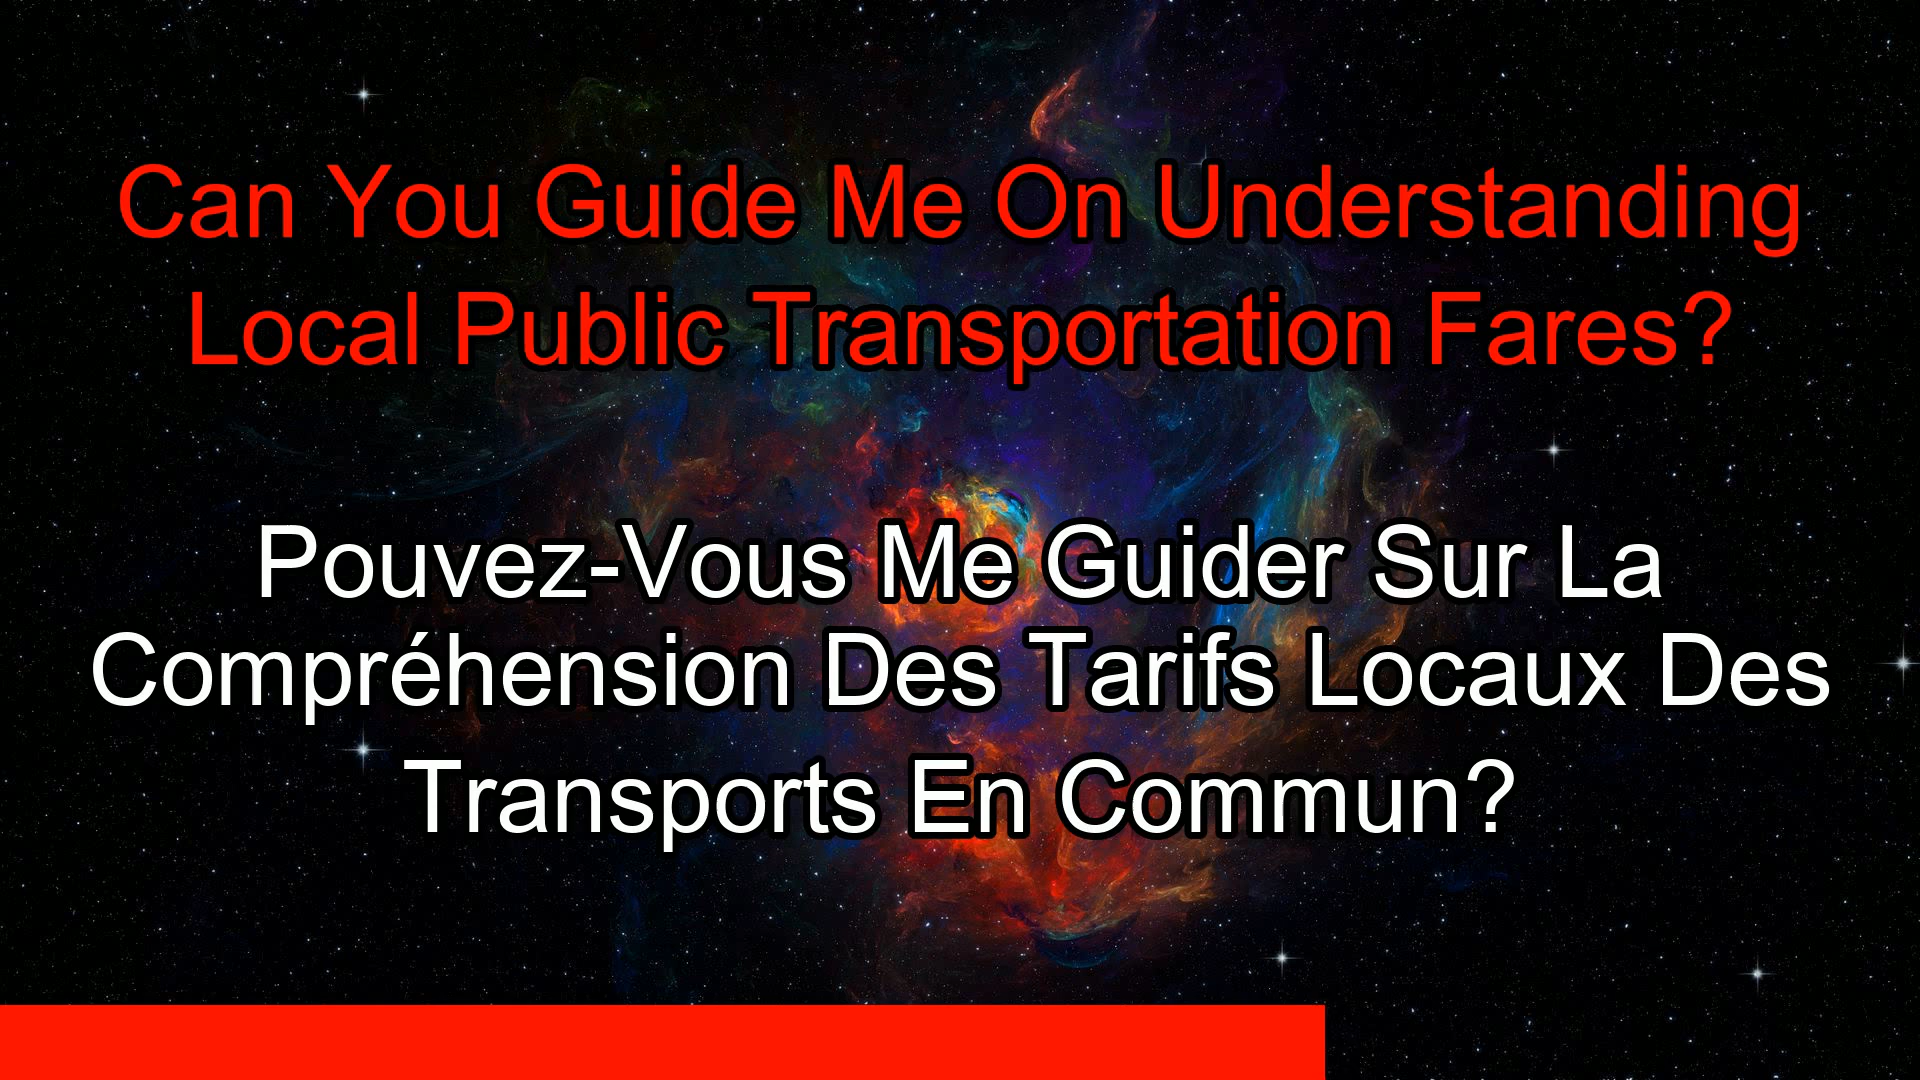 Can You Guide Me On Understanding
Local Public Transportation Fares?
Pouvez-Vous Me Guider Sur La
Compréhension Des Tarifs Locaux Des
Transports En Commun?